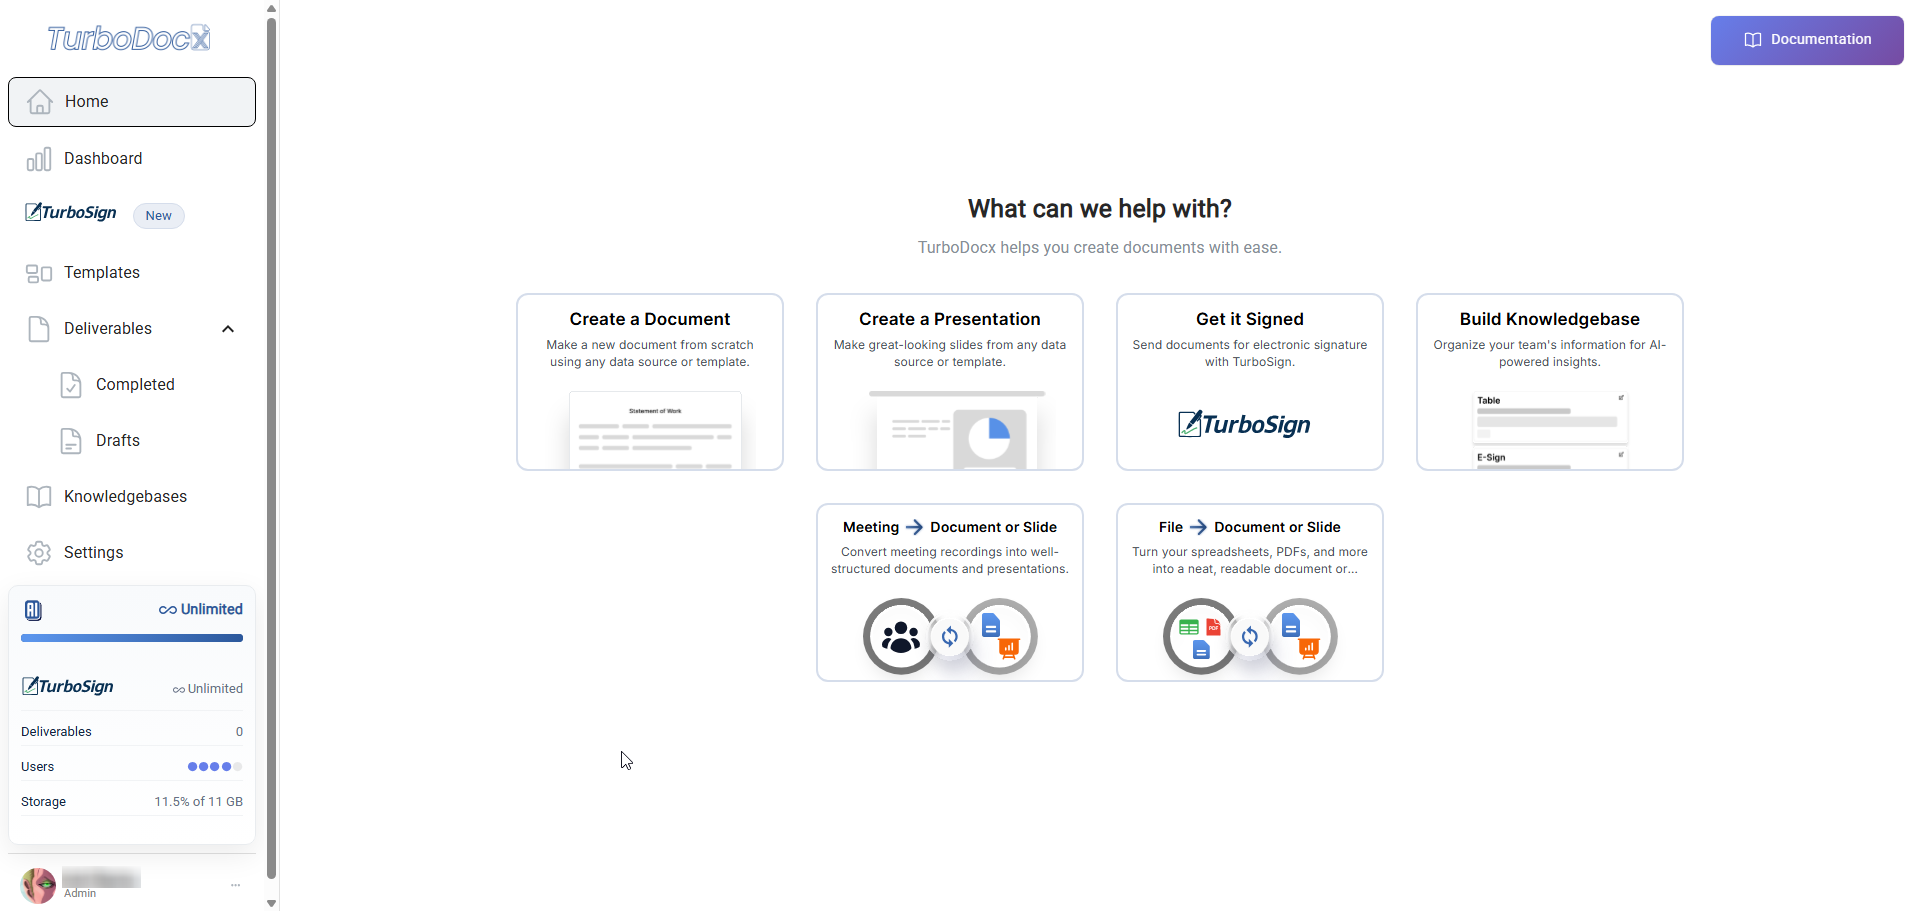 TurboDocx
Home
Dashboard
TurboSign New
Templates
Deliverables
Completed
Drafts
Knowledgebases
Settings
Unlimited
TurboSign Unlimited
Deliverables 0
Users
Storage 11.5% of 11 GB
Admin
...
Documentation
What can we help with?
TurboDocx helps you create documents with ease.
Create a Document
Make a new document from scratch
using any data source or template.
Statement of Work
Create a Presentation
Make great-looking slides from any data
source or template.
Get it Signed
Send documents for electronic signature
with TurboSign.
TurboSign
Build Knowledgebase
Organize your team's information for AI-
powered insights.
Table
E-Sign
Meeting → Document or Slide
Convert meeting recordings into well-
structured documents and presentations.
File → Document or Slide
Turn your spreadsheets, PDFs, and more
into a neat, readable document or...
PDF